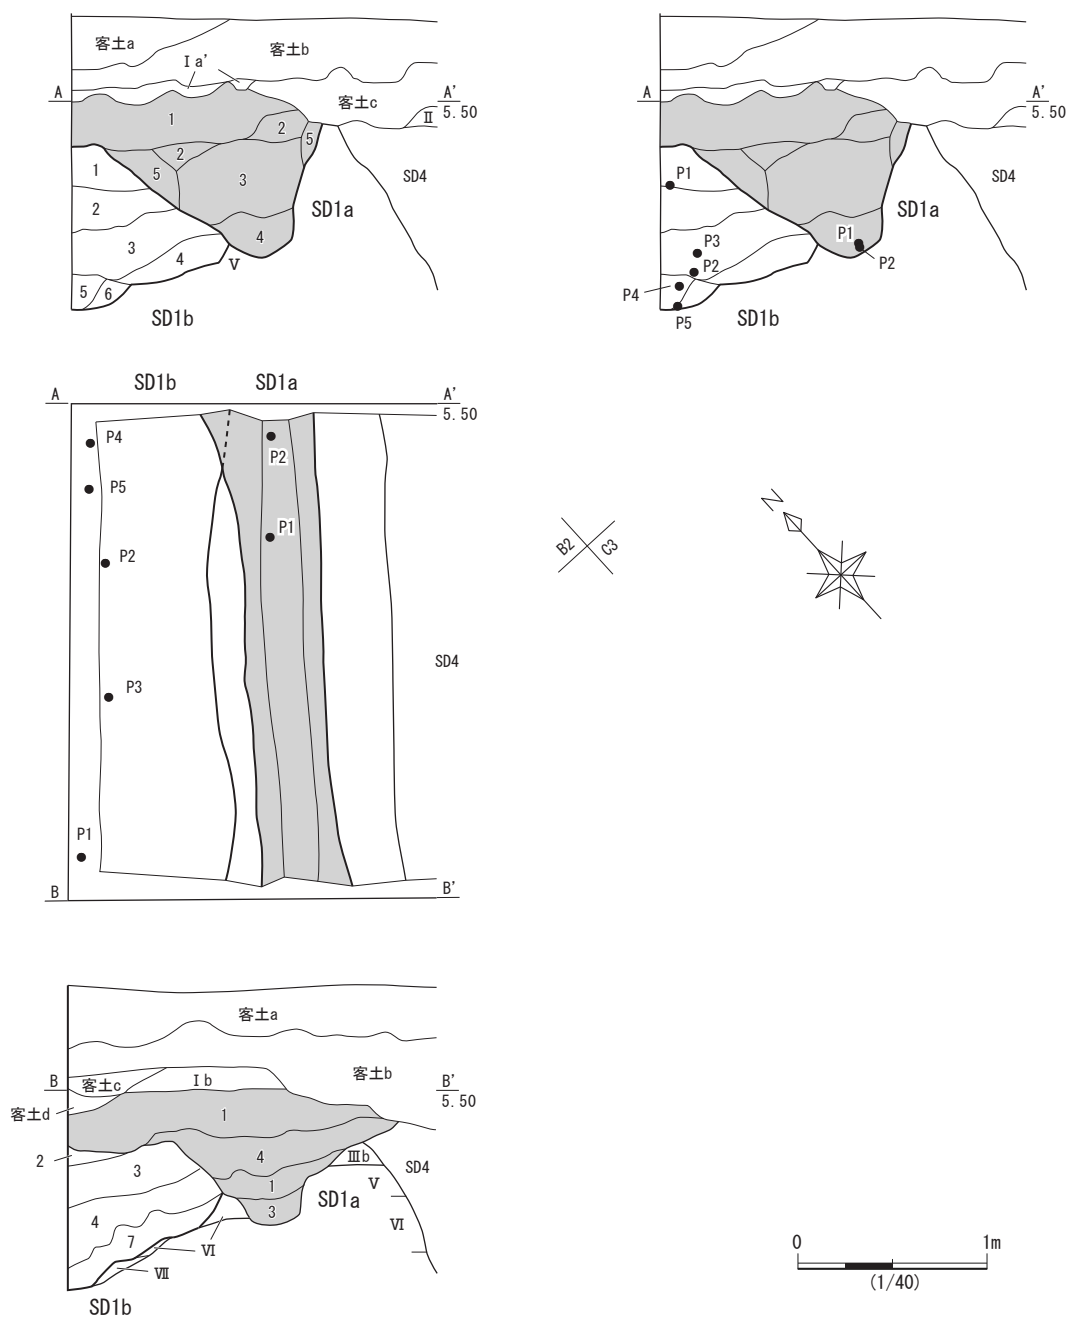 客土a
客土b
Ⅰa'
A
A'
5.50
客土c
Ⅱ
1
2
5
2
5
3
4
1
2
3
4
5
6
Ⅴ
SD4
SD1a
SD1b
A
A'
5.50
P1
P3
P2
P4
P5
P1
P2
SD4
SD1a
SD1b
SD1b
SD1a
A
A'
5.50
P4
P5
P2
P3
P1
P2
P1
SD4
B
B'
B2
C3
N
客土a
客土b
B
B'
5.50
客土c
Ⅰb
客土d
1
2
3
4
4
7
1
3
Ⅲb
Ⅴ
Ⅵ
SD4
SD1a
Ⅵ
Ⅶ
SD1b
0
1m
(1/40)